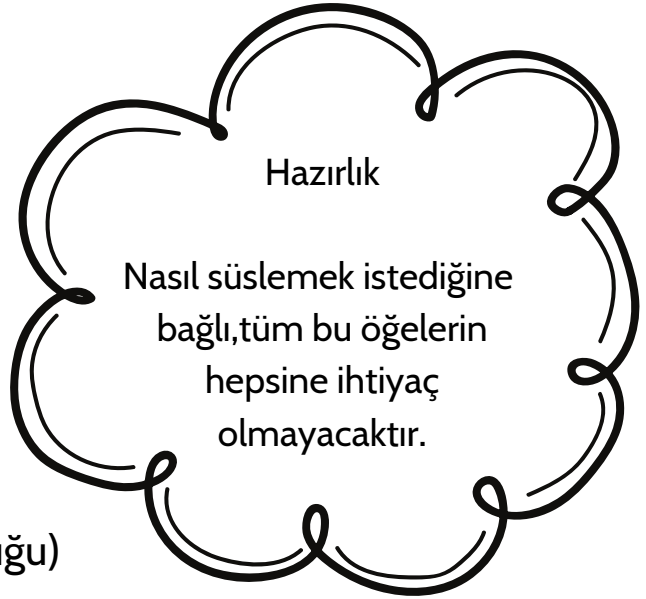 Hazırlık
Nasıl süslemek istediğine
bağlı,tüm bu öğelerin
hepsine ihtiyaç
olmayacaktır.
ğu)